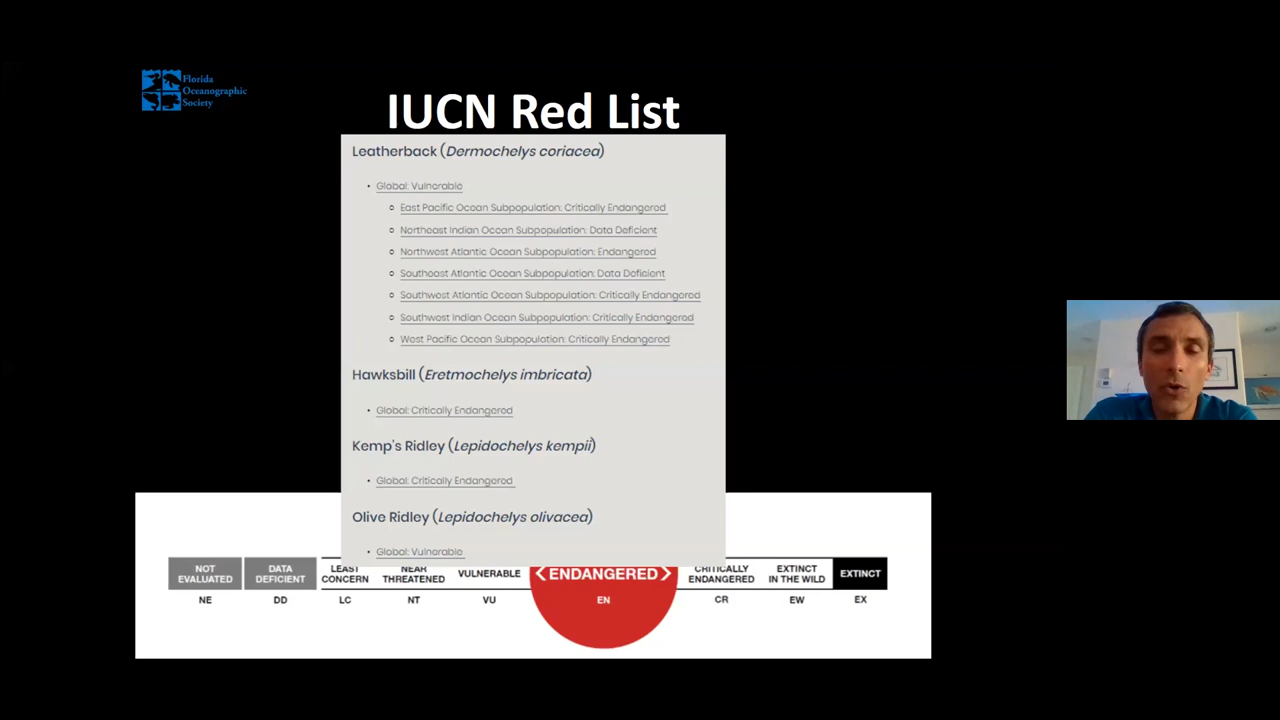 Florida
Oceanographic
Society
IUCN Red List
Leatherback (Dermochelys coriacea)
• Global: Vulnerable
○ East Pacific Ocean Subpopulation: Critically Endangered
○ Northeast Indian Ocean Subpopulation: Data Deficient
○ Northwest Atlantic Ocean Subpopulation: Endangered
○ Southeast Atlantic Ocean Subpopulation: Data Deficient
○ Southwest Atlantic Ocean Subpopulation: Critically Endangered
○ Southwest Indian Ocean Subpopulation: Critically Endangered
○ West Pacific Ocean Subpopulation: Critically Endangered
Hawksbill (Eretmochelys imbricata)
• Global: Critically Endangered
Kemp's Ridley (Lepidochelys kempii)
• Global: Critically Endangered
Olive Ridley (Lepidochelys olivacea)
• Global: Vulnerable
NOT EVALUATED
DATA DEFICIENT
LEAST CONCERN
NEAR THREATENED
VULNERABLE
<ENDANGERED>
CRITICALLY ENDANGERED
EXTINCT IN THE WILD
EXTINCT
NE
DD
LC
NT
VU
EN
CR
EW
EX